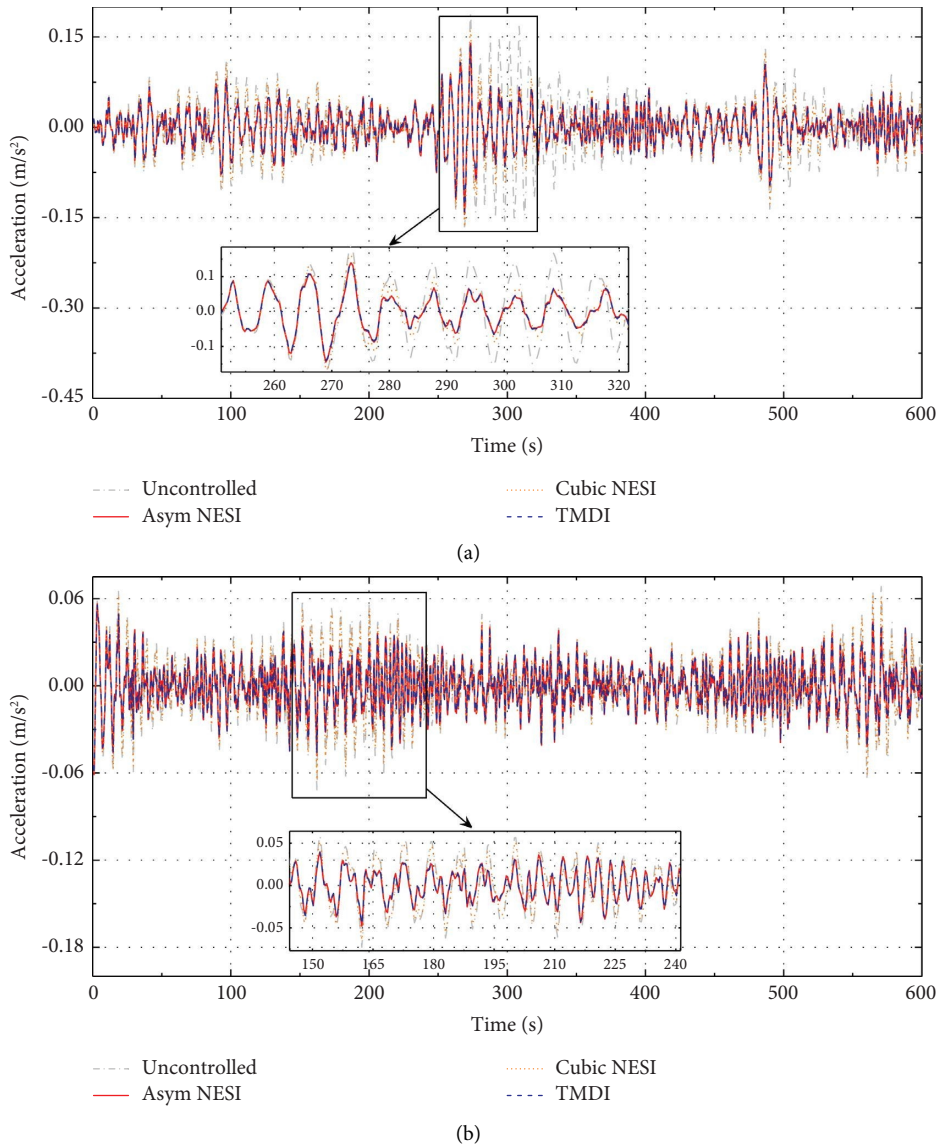 0.15
0.00
-0.15
-0.30
-0.45
Acceleration (m/s²)
0.1
0.0
-0.1
260 270 280 290 300 310 320
0 100 200 300 400 500 600
Time (s)
Uncontrolled Cubic NESI
Asym NESI TMDI
(a)
0.06
0.00
-0.06
-0.12
-0.18
Acceleration (m/s²)
0.05
0.00
-0.05
150 165 180 195 210 225 240
0 100 200 300 400 500 600
Time (s)
Uncontrolled Cubic NESI
Asym NESI TMDI
(b)